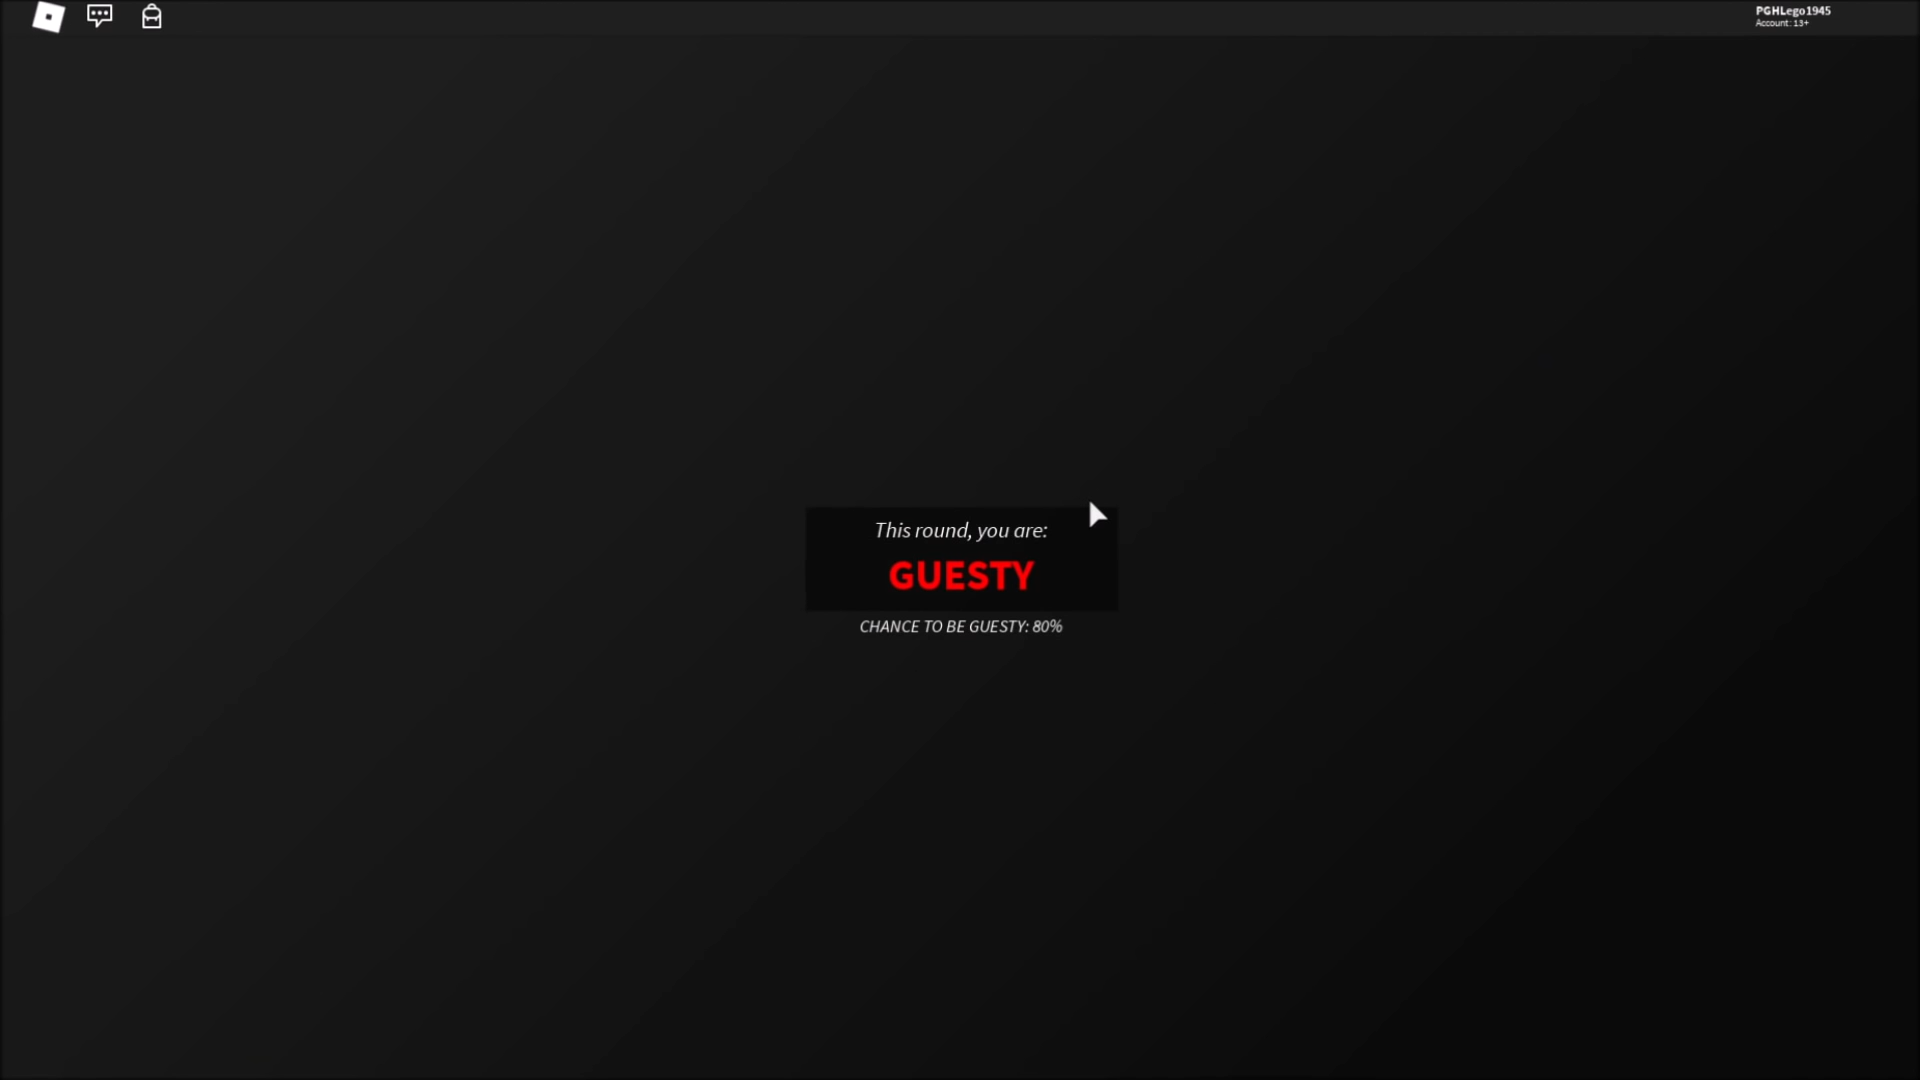 PGHLego1945
Account: 13+
This round, you are:
GUESTY
CHANCE TO BE GUESTY: 80%